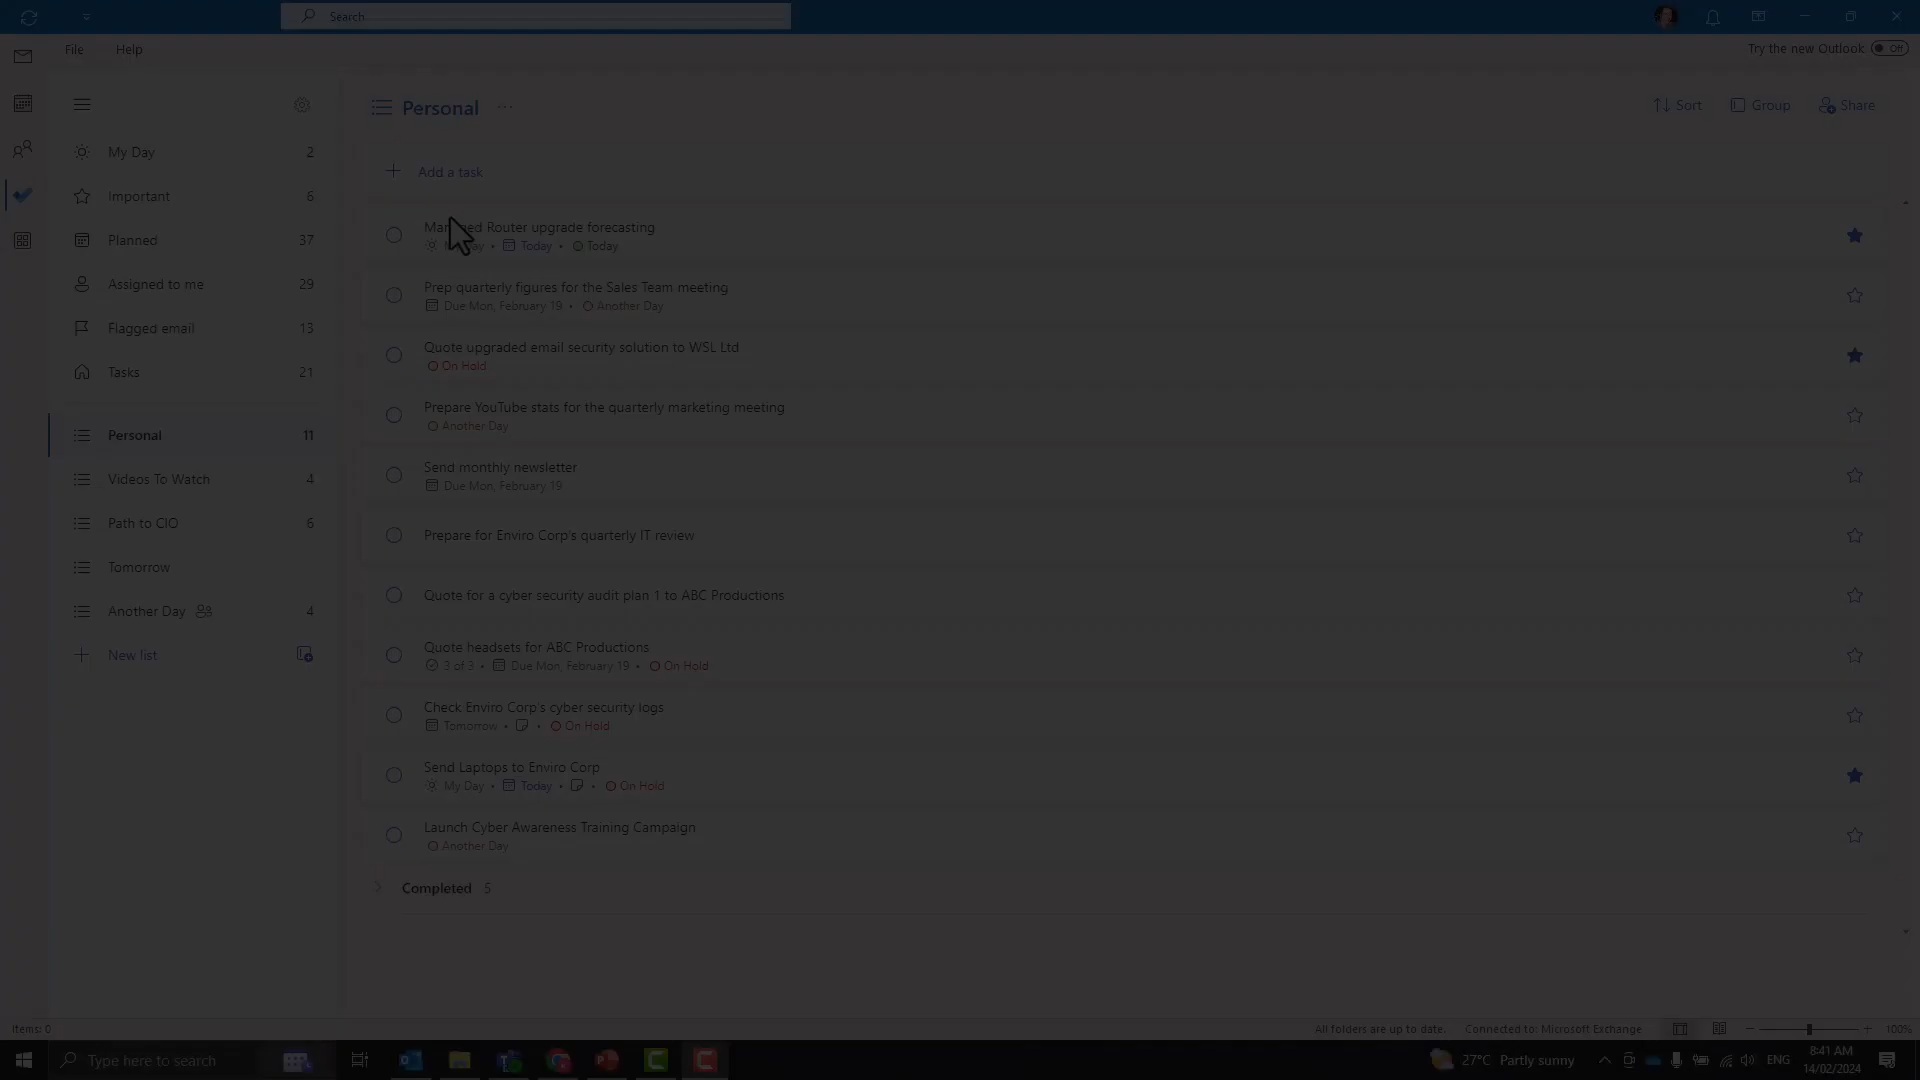 Search
File Help
Try the new Outlook Off
Personal ...
Sort Group Share
My Day 2
Important 6
Planned 37
Assigned to me 29
Flagged email 13
Tasks 21
Personal 11
Videos To Watch 4
Path to CIO 6
Tomorrow
Another Day 4
New list
Add a task
Router upgrade forecasting
Today • Today
Prep quarterly figures for the Sales Team meeting
Due Mon, February 19 • Another Day
Quote upgraded email security solution to WSL Ltd
On Hold
Prepare YouTube stats for the quarterly marketing meeting
Another Day
Send monthly newsletter
Due Mon, February 19
Prepare for Enviro Corp's quarterly IT review
Quote for a cyber security audit plan 1 to ABC Productions
Quote headsets for ABC Productions
3 of 3 • Due Mon, February 19 • On Hold
Check Enviro Corp's cyber security logs
Tomorrow • • On Hold
Send Laptops to Enviro Corp
My Day • Today • • On Hold
Launch Cyber Awareness Training Campaign
Another Day
Completed 5
Items: 0
All folders are up to date. Connected to: Microsoft Exchange 100%
Type here to search
27°C Partly sunny
ENG
8:41 AM
14/02/2024